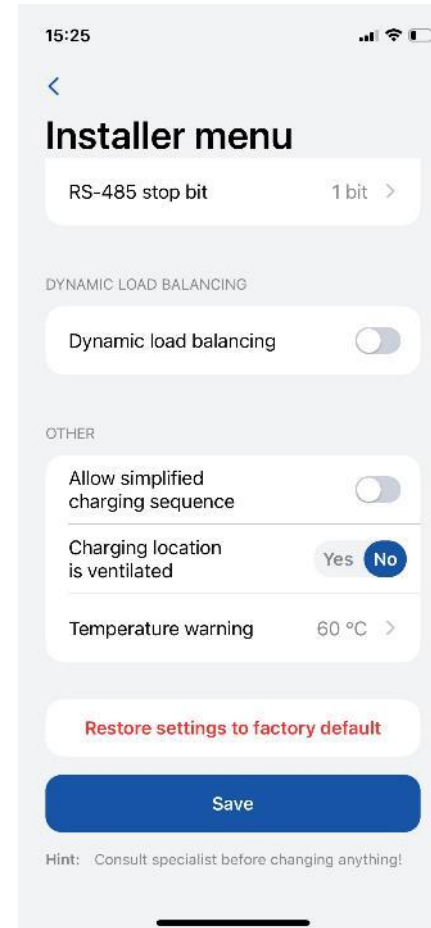 15:25
Installer menu
RS-485 stop bit 1 bit
DYNAMIC LOAD BALANCING
Dynamic load balancing
OTHER
Allow simplified
charging sequence
Charging location
is ventilated
Yes No
Temperature warning 60 °C
Restore settings to factory default
Save
Hint: Consult specialist before changing anything!